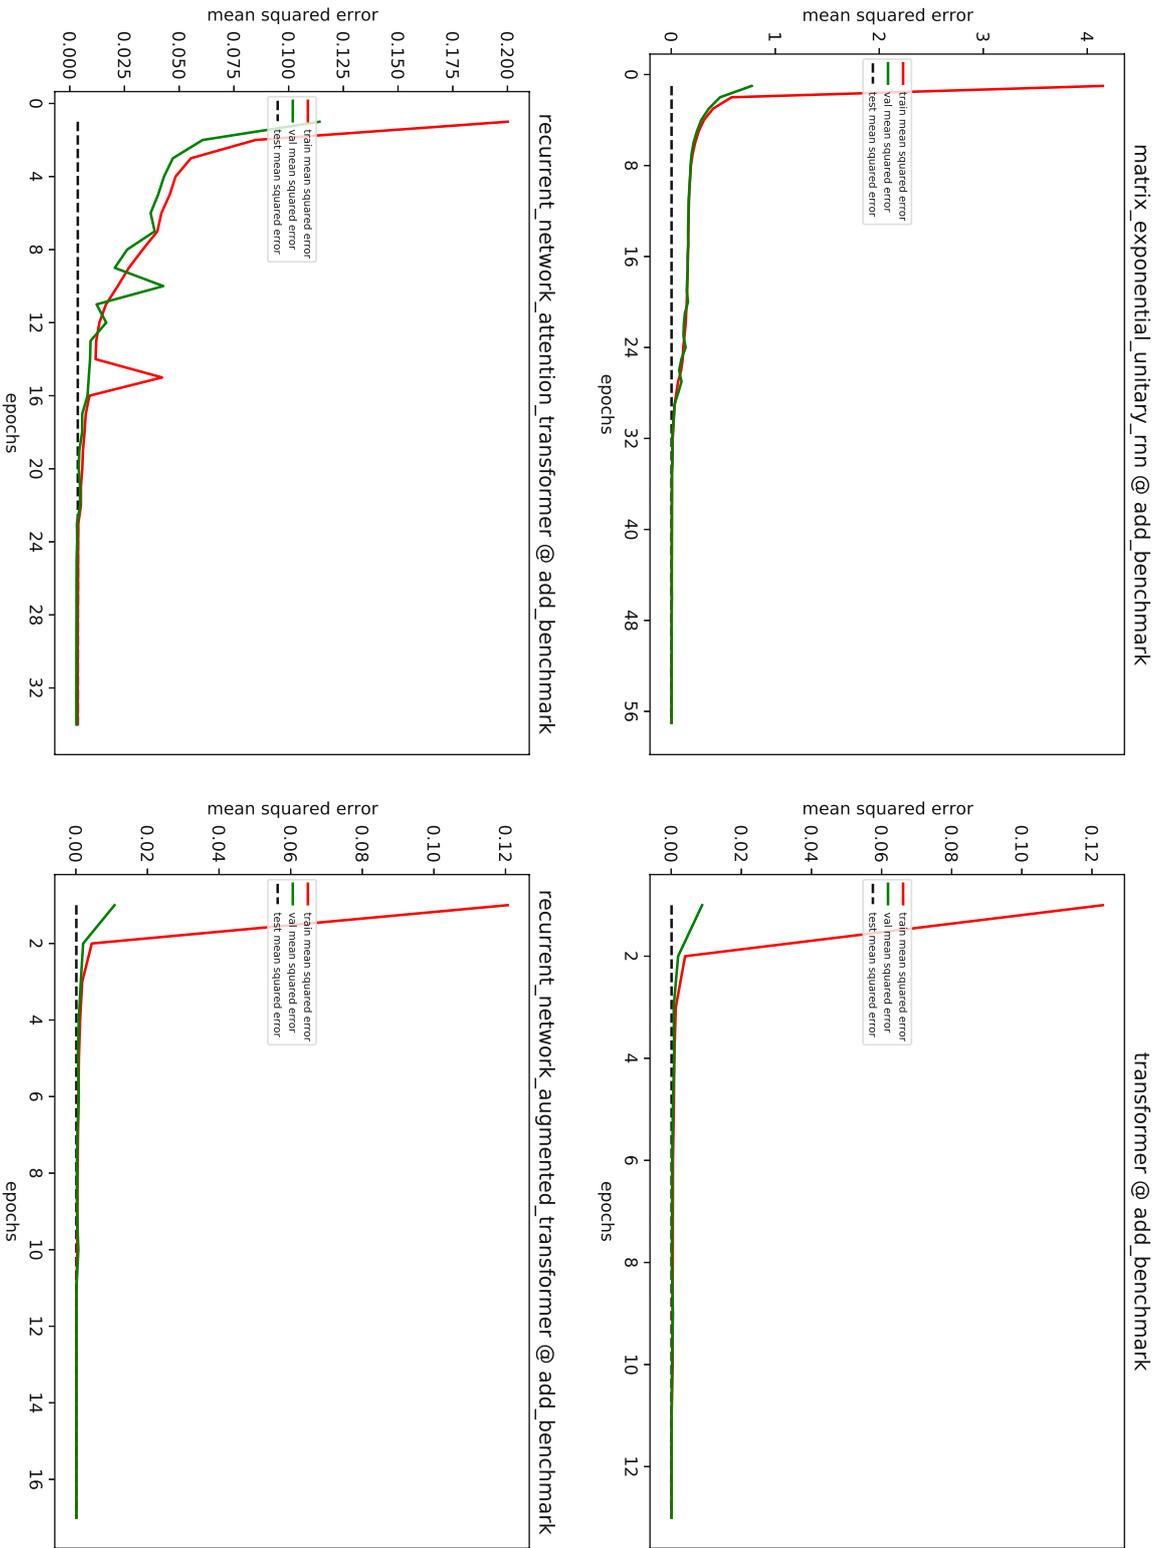 matrix_exponential_unitary_rnn @ add_benchmark
mean squared error
4
3
2
1
0
train mean squared error
val mean squared error
test mean squared error
0
8
16
24
32
40
48
56
epochs
transformer @ add_benchmark
mean squared error
0.12
0.10
0.08
0.06
0.04
0.02
0.00
train mean squared error
val mean squared error
test mean squared error
2
4
6
8
10
12
epochs
recurrent_network_attention_transformer @ add_benchmark
mean squared error
0.200
0.175
0.150
0.125
0.100
0.075
0.050
0.025
0.000
train mean squared error
val mean squared error
test mean squared error
0
4
8
12
16
20
24
28
32
epochs
recurrent_network_augmented_transformer @ add_benchmark
mean squared error
0.12
0.10
0.08
0.06
0.04
0.02
0.00
train mean squared error
val mean squared error
test mean squared error
2
4
6
8
10
12
14
16
epochs